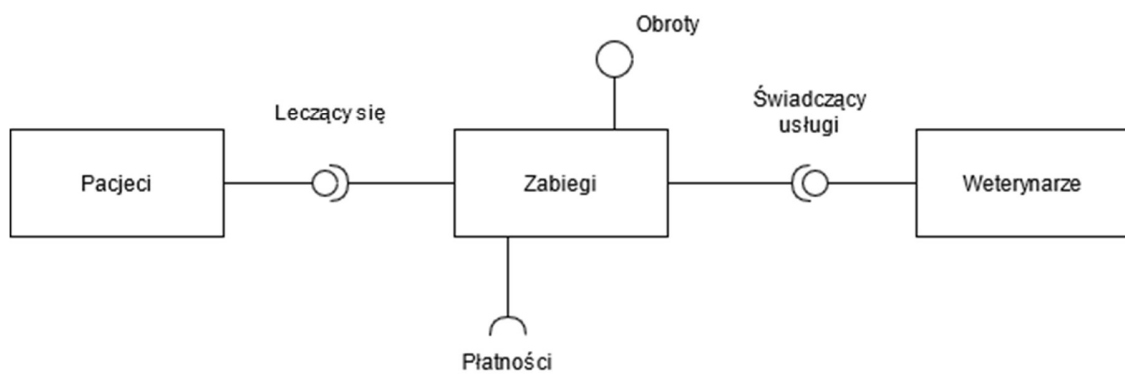 Obroty
Leczący się
Świadczący
usługi
Pacjeci
Zabiegi
Weterynarze
Płatności